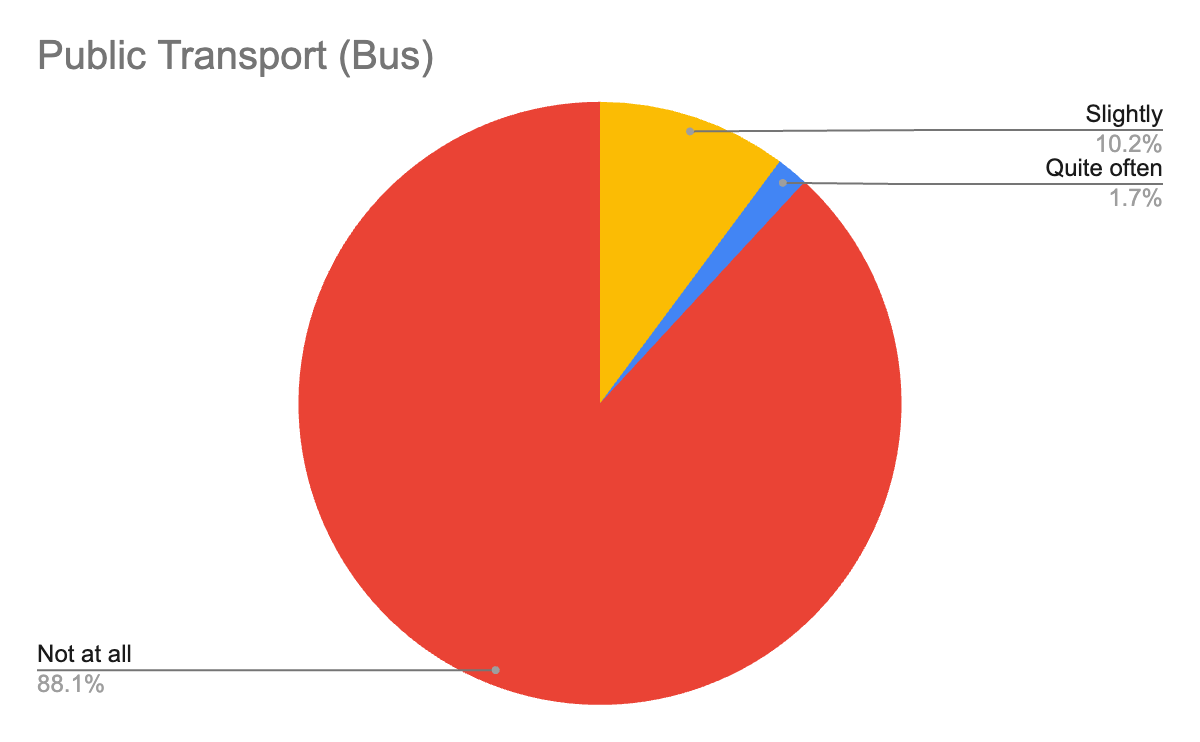 Public Transport (Bus)
Slightly
10.2%
Quite often
1.7%
Not at all
88.1%